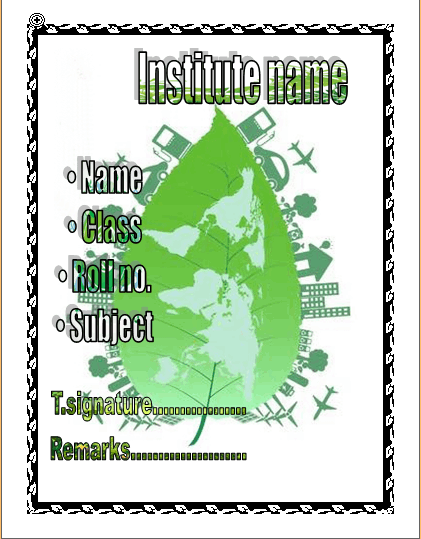 Institute name
• Name
• Class
• Roll no.
• Subject
T.signature.................
Remarks.....................